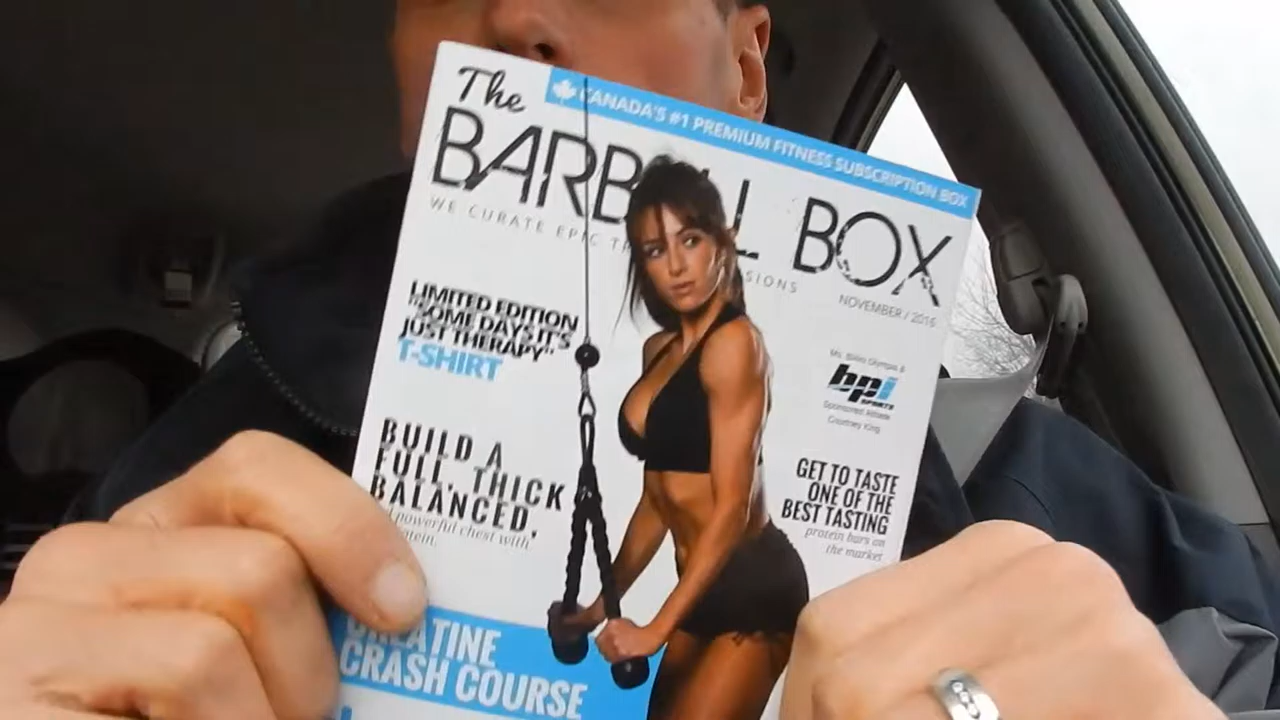 The
CANADA'S #1 PREMIUM FITNESS SUBSCRIPTION BOX
BARBELL BOX
WE CURATE EPIC
NOVEMBER / 2016
LIMITED EDITION
"SOME DAYS IT'S
JUST THERAPY"
T-SHIRT
Ms. Bikini Olympia &
bpi
SPORTS
Sponsored Athlete
Courtney King
BUILD A
FULL, THICK
BALANCED,
powerful chest with
GET TO TASTE
ONE OF THE
BEST TASTING
protein bars on
the market
CREATINE
CRASH COURSE